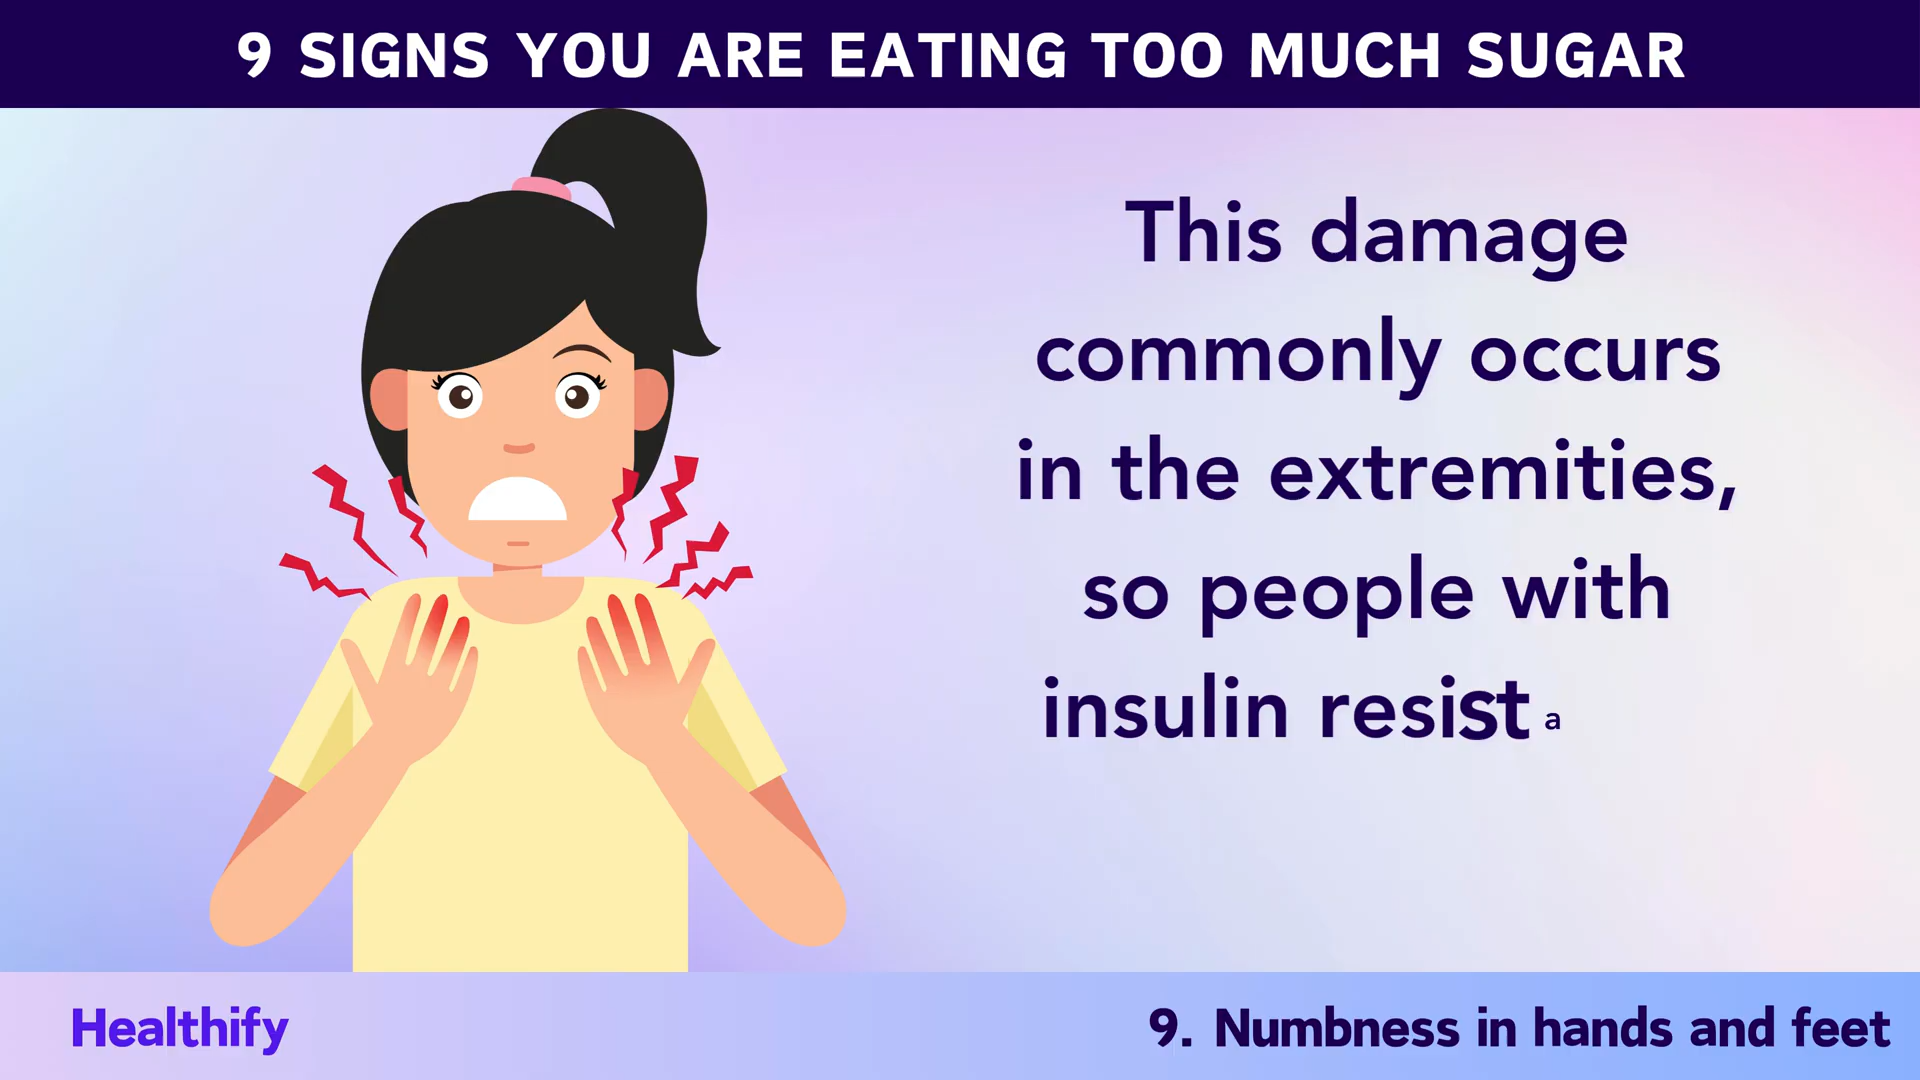 9 SIGNS YOU ARE EATING TOO MUCH SUGAR
This damage
commonly occurs
in the extremities,
so people with
insulin resista
Healthify
9. Numbness in hands and feet